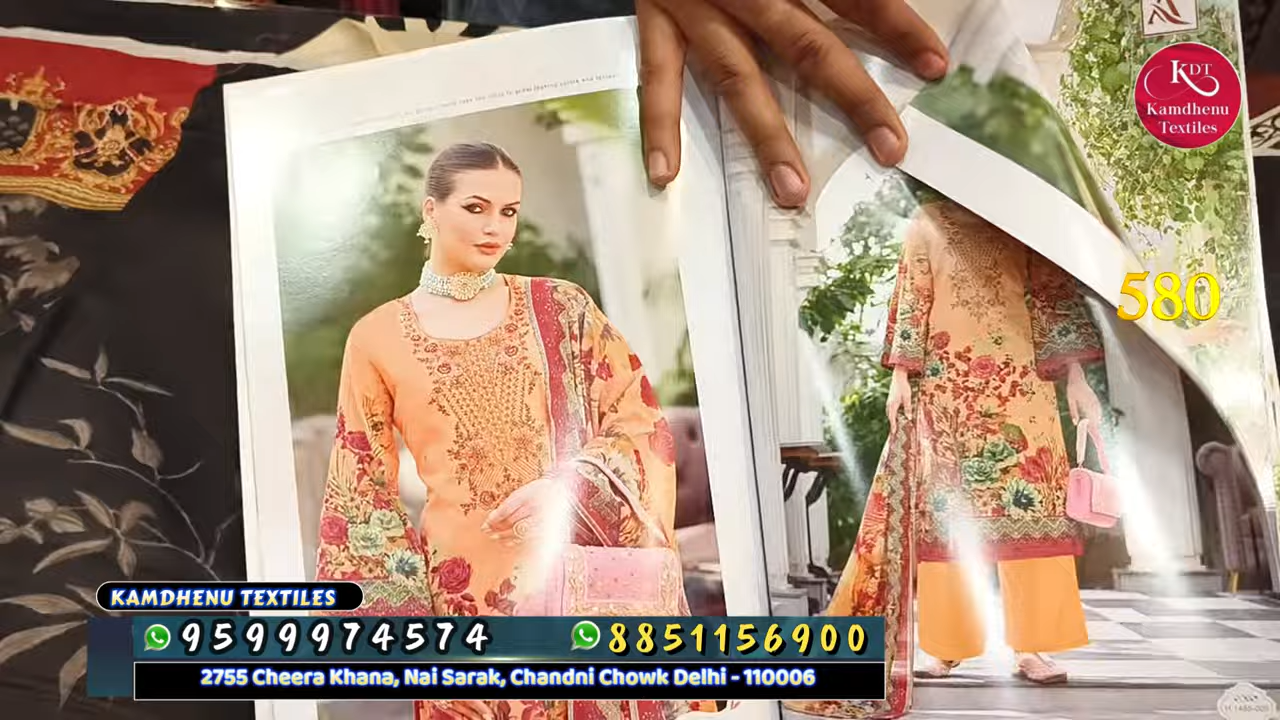 KDT
Kamdhenu
Textiles
580
KAMDHENU TEXTILES
9599974574
8851156900
2755 Cheera Khana, Nai Sarak, Chandni Chowk Delhi - 110006